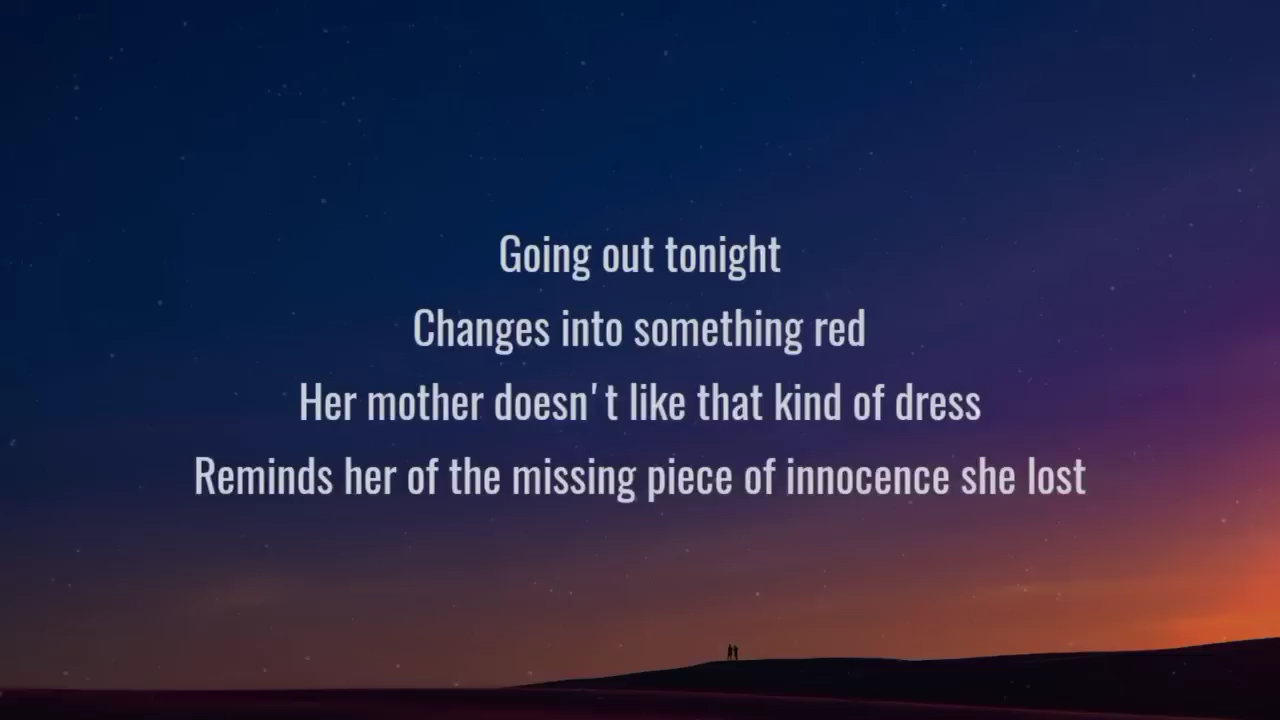 Going out tonight
Changes into something red
Her mother doesn't like that kind of dress
Reminds her of the missing piece of innocence she lost